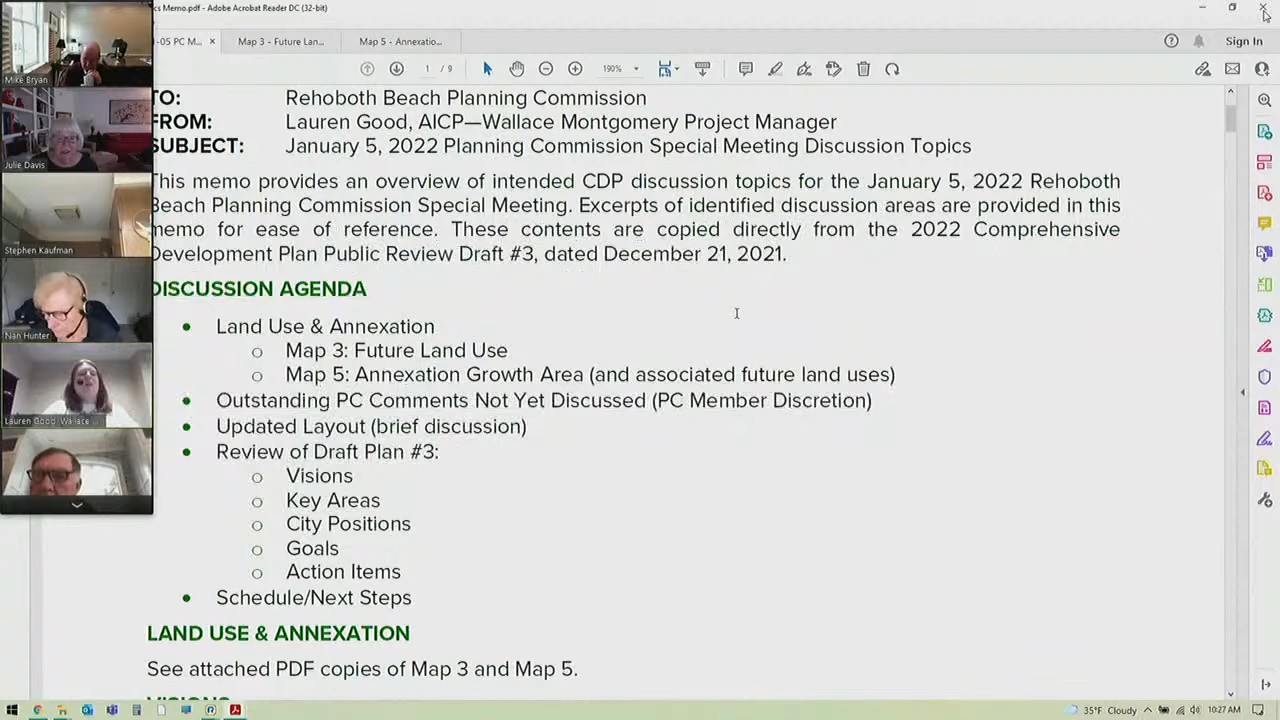 cs Memo.pdf - Adobe Acrobat Reader DC (32-bit)
-05 PC M... × Map 3 - Future Lan... Map 5 - Annexatio... Sign In
1 / 9 190%
TO: Rehoboth Beach Planning Commission
FROM: Lauren Good, AICP—Wallace Montgomery Project Manager
SUBJECT: January 5, 2022 Planning Commission Special Meeting Discussion Topics
This memo provides an overview of intended CDP discussion topics for the January 5, 2022 Rehoboth
Beach Planning Commission Special Meeting. Excerpts of identified discussion areas are provided in this
memo for ease of reference. These contents are copied directly from the 2022 Comprehensive
Development Plan Public Review Draft #3, dated December 21, 2021.
DISCUSSION AGENDA
• Land Use & Annexation
o Map 3: Future Land Use
o Map 5: Annexation Growth Area (and associated future land uses)
• Outstanding PC Comments Not Yet Discussed (PC Member Discretion)
• Updated Layout (brief discussion)
• Review of Draft Plan #3:
o Visions
o Key Areas
o City Positions
o Goals
o Action Items
• Schedule/Next Steps
LAND USE & ANNEXATION
See attached PDF copies of Map 3 and Map 5.
VISIONS
Mike Bryan
Julie Davis
Stephen Kaufman
Nan Hunter
Lauren Good Wallace ...
35°F Cloudy 10:27 AM